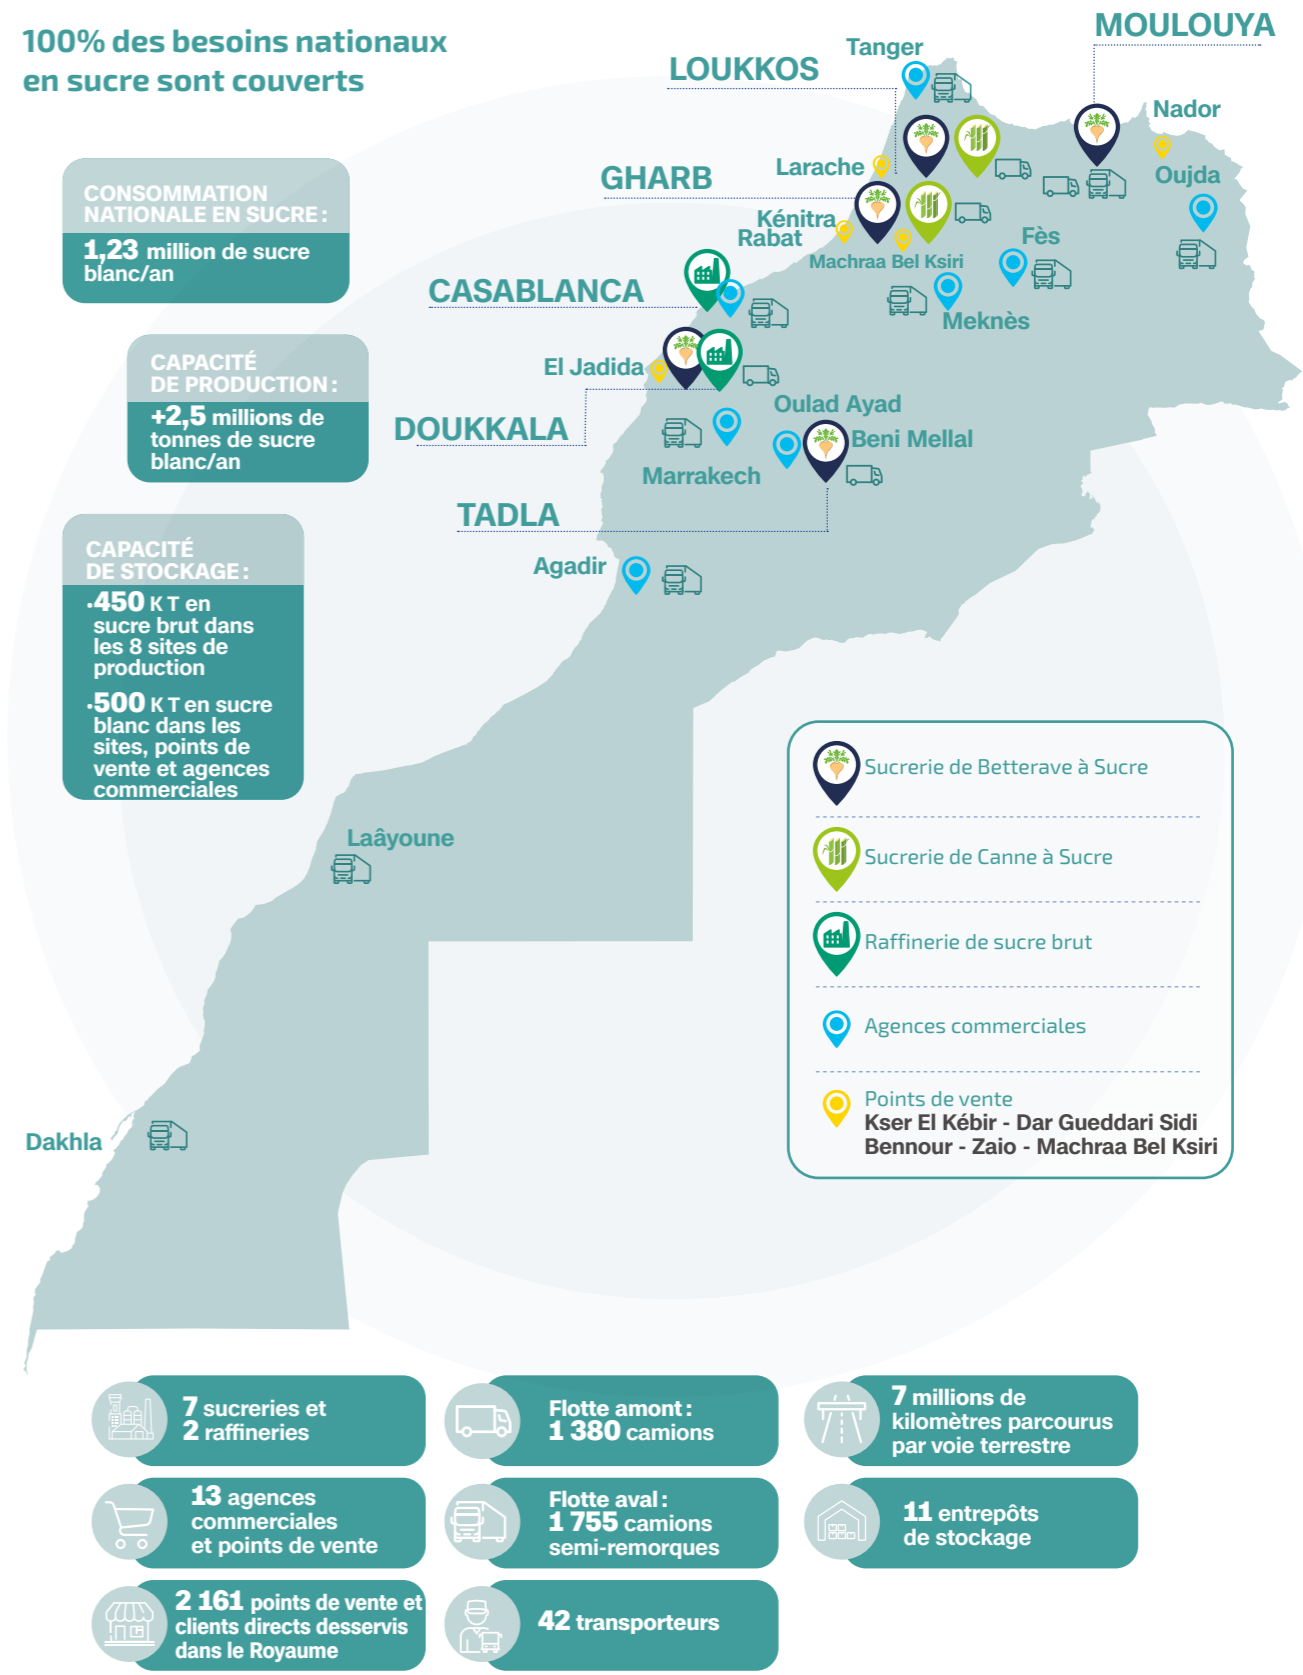 100% des besoins nationaux
en sucre sont couverts
CONSOMMATION
NATIONALE EN SUCRE :
1,23 million de sucre
blanc/an
CAPACITÉ
DE PRODUCTION :
+2,5 millions de
tonnes de sucre
blanc/an
CAPACITÉ
DE STOCKAGE :
·450 K T en
sucre brut dans
les 8 sites de
production
·500 K T en sucre
blanc dans les
sites, points de
vente et agences
commerciales
MOULOUYA
Tanger
LOUKKOS
Nador
Larache
Oujda
GHARB
Kénitra
Rabat
Fès
Machraa Bel Ksiri
CASABLANCA
Meknès
El Jadida
Oulad Ayad
DOUKKALA
Beni Mellal
Marrakech
TADLA
Agadir
Laâyoune
Dakhla
Sucrerie de Betterave à Sucre
Sucrerie de Canne à Sucre
Raffinerie de sucre brut
Agences commerciales
Points de vente
Kser El Kébir - Dar Gueddari Sidi
Bennour - Zaio - Machraa Bel Ksiri
7 sucreries et
2 raffineries
Flotte amont :
1 380 camions
7 millions de
kilomètres parcourus
par voie terrestre
13 agences
commerciales
et points de vente
Flotte aval :
1 755 camions
semi-remorques
11 entrepôts
de stockage
2 161 points de vente et
clients directs desservis
dans le Royaume
42 transporteurs